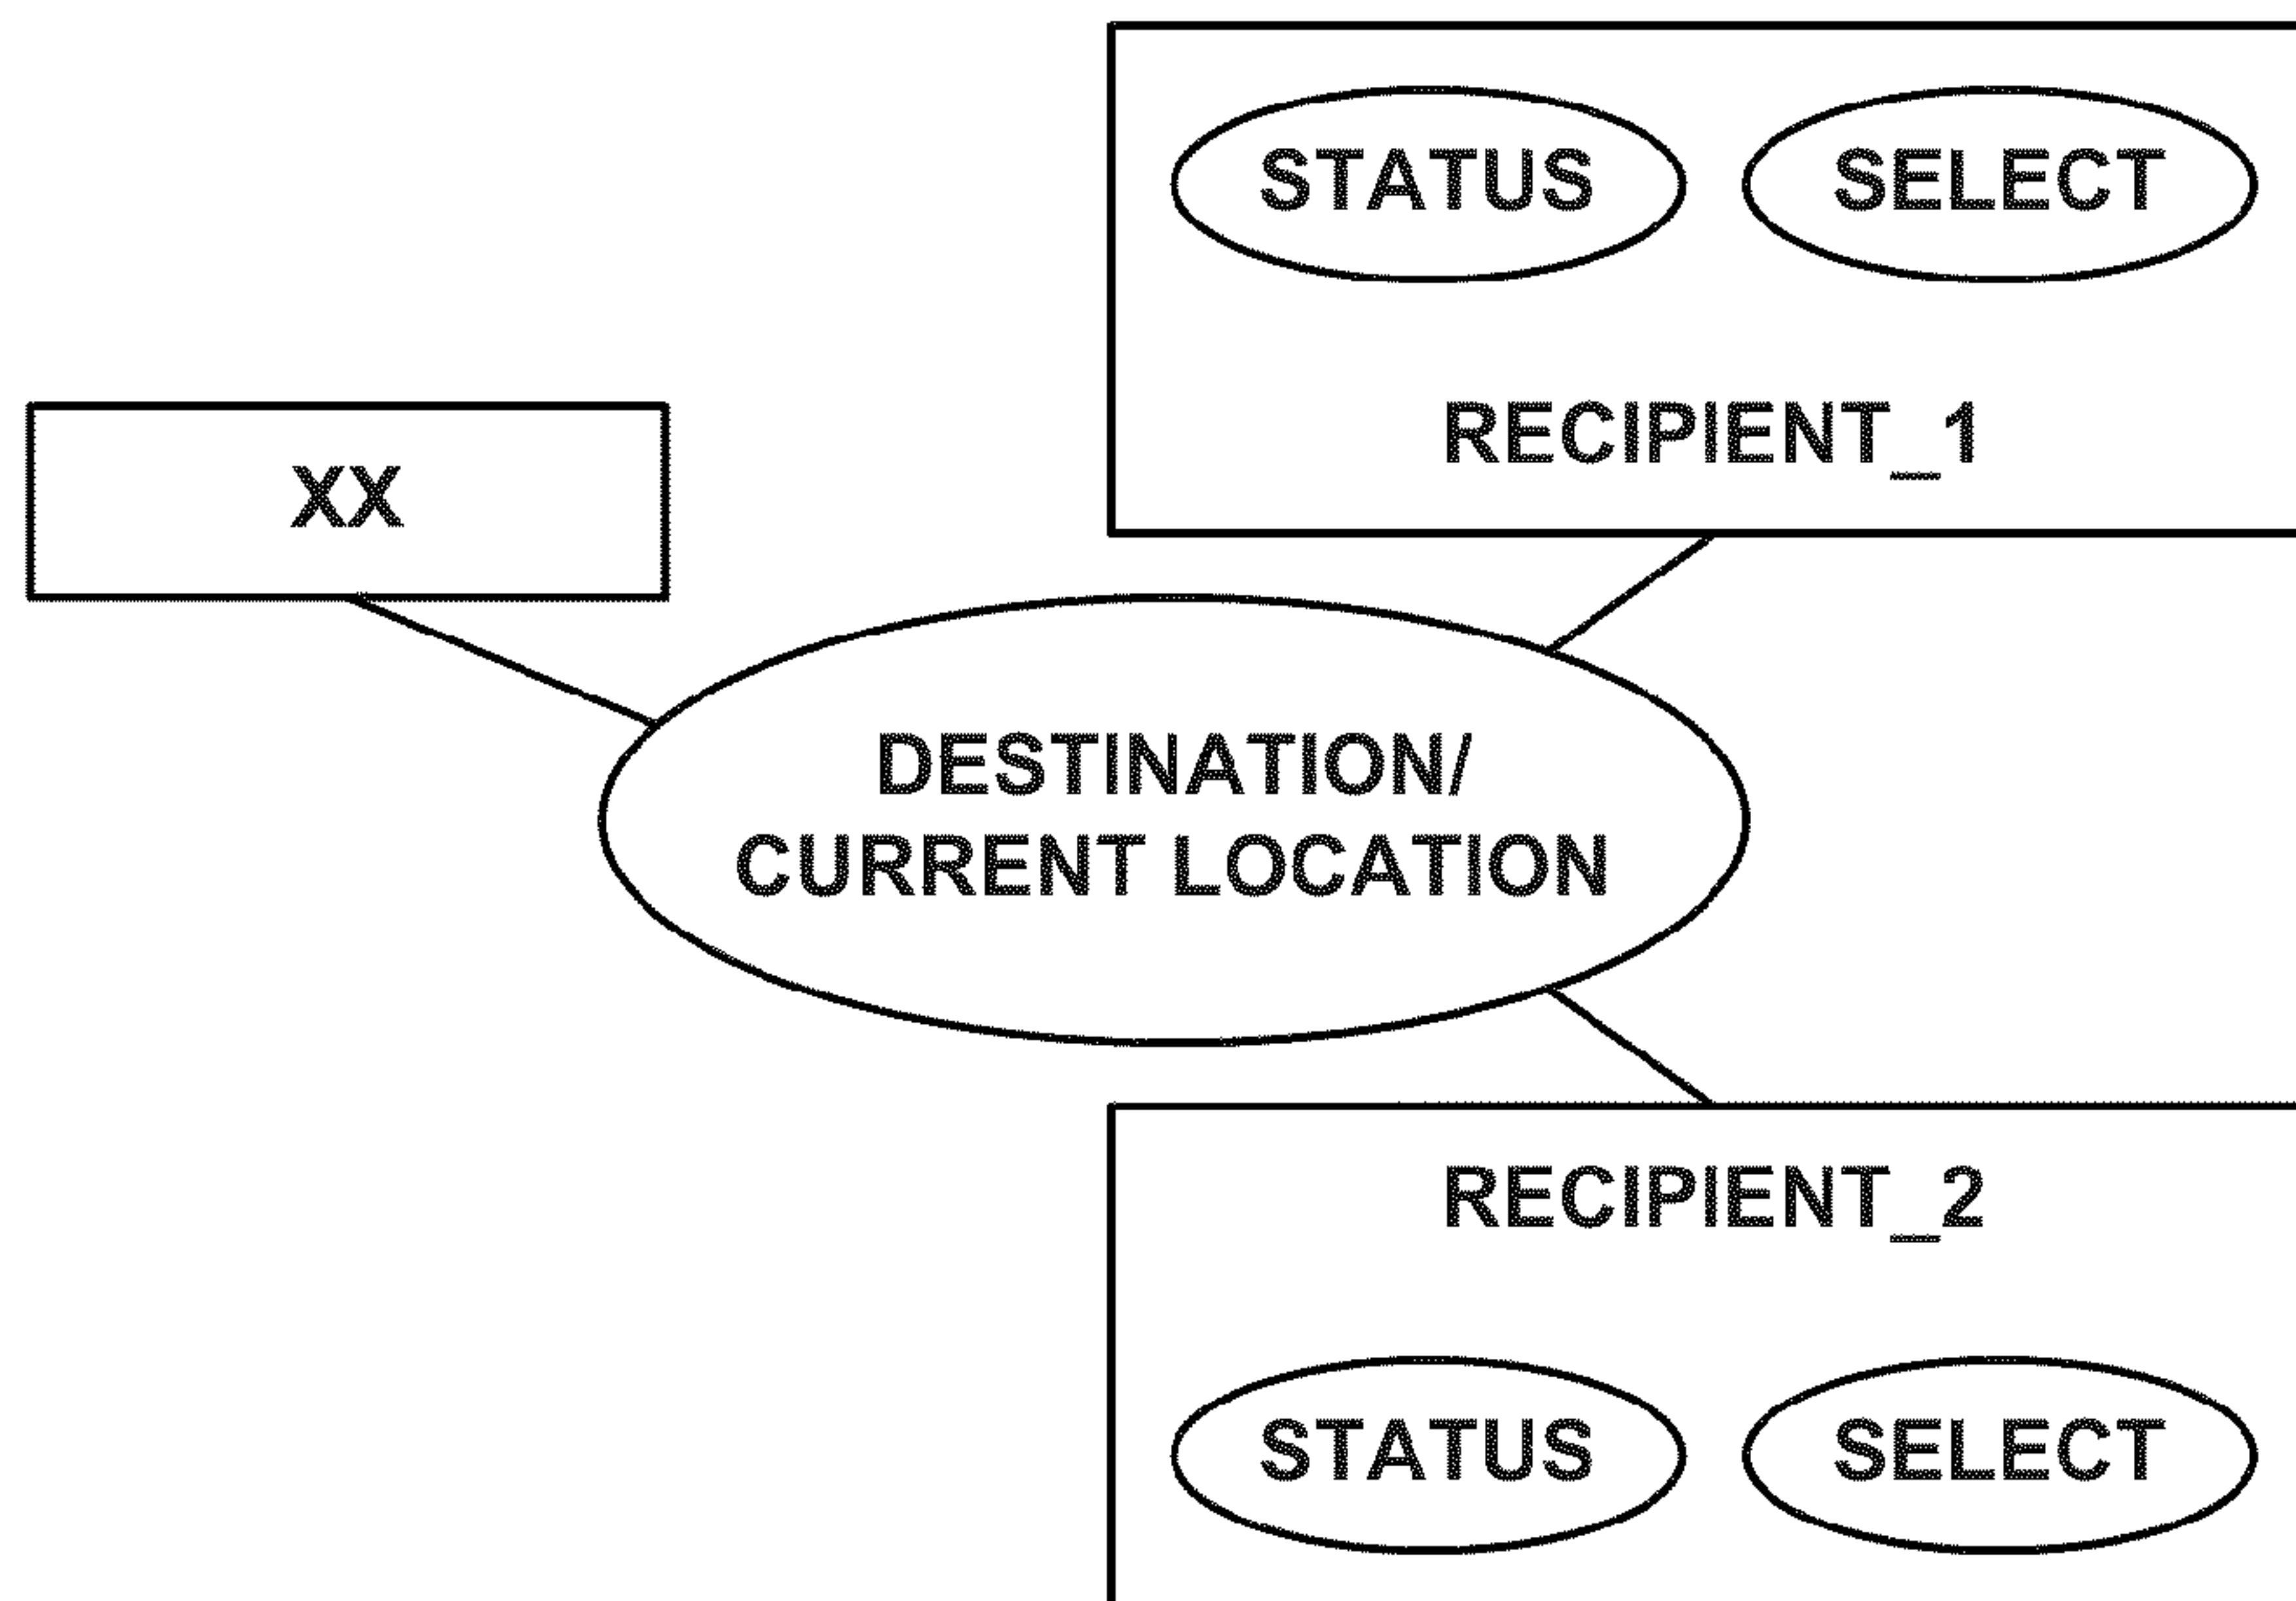 STATUS
SELECT
RECIPIENT_1
XX
DESTINATION/
CURRENT LOCATION
RECIPIENT_2
STATUS
SELECT